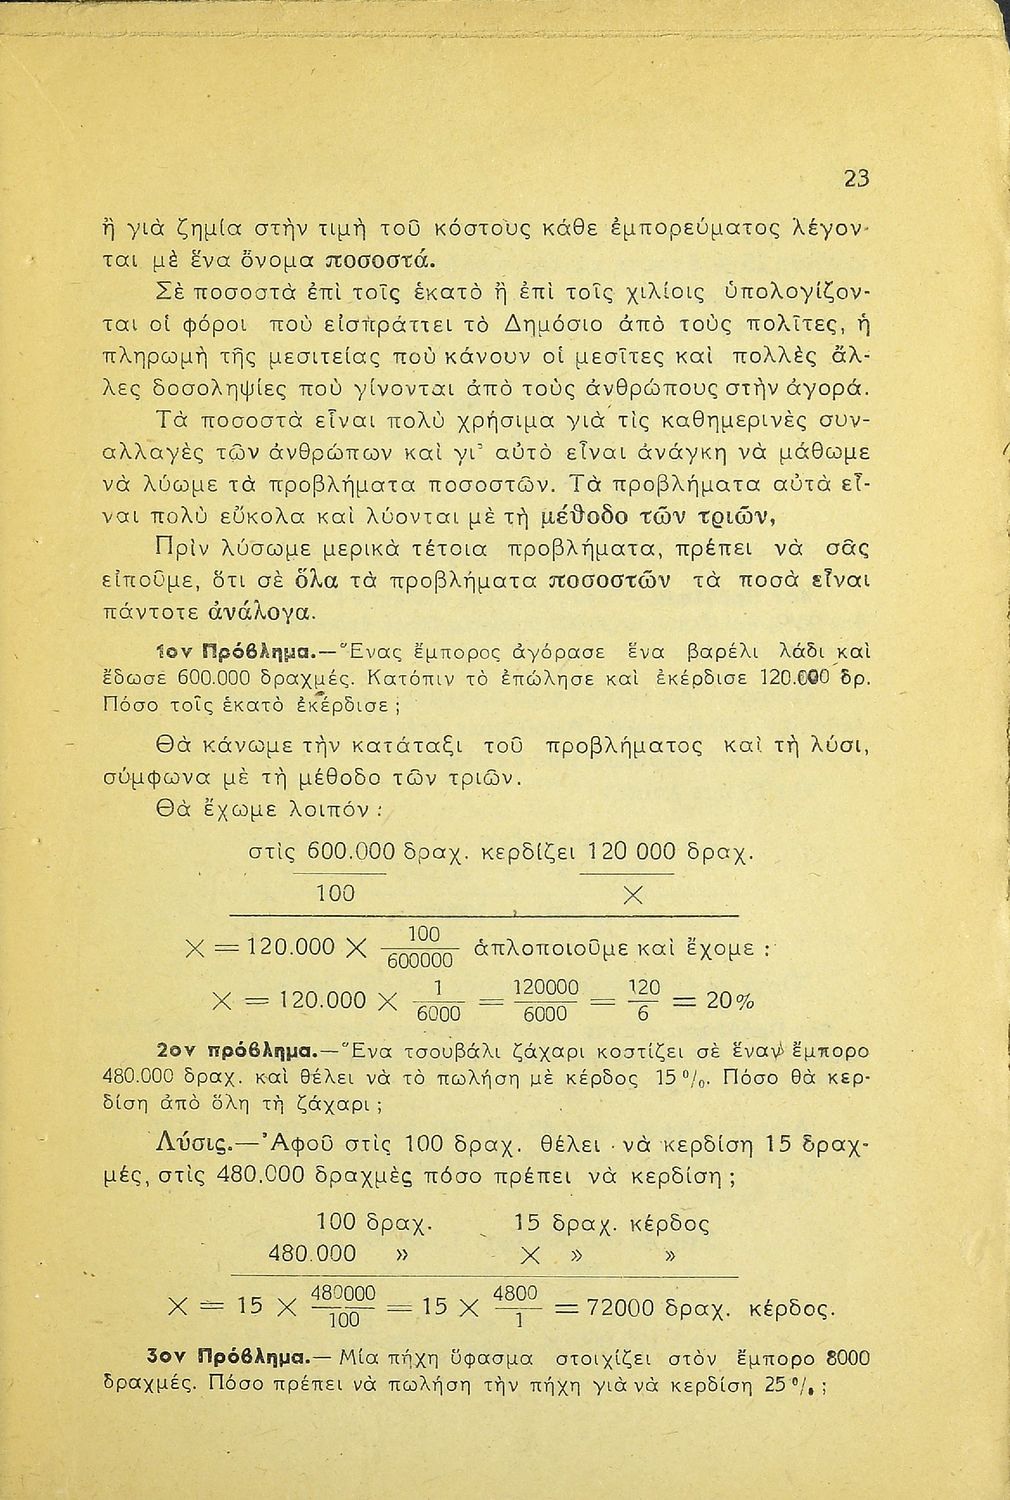 23
ἢ γιὰ ζημία στὴν τιμὴ τοῦ κόστους κάθε ἐμπορεύματος λέγον-
ται μὲ ἕνα ὄνομα ποσοστά.
Σὲ ποσοστὰ ἐπὶ τοῖς ἑκατὸ ἢ ἐπὶ τοῖς χιλίοις ὑπολογίζον-
ται οἱ φόροι ποὺ εἰσπράττει τὸ Δημόσιο ἀπὸ τοὺς πολῖτες, ἡ
πληρωμὴ τῆς μεσιτείας ποὺ κάνουν οἱ μεσῖτες καὶ πολλὲς ἄλ-
λες δοσοληψίες ποὺ γίνονται ἀπὸ τοὺς ἀνθρώπους στὴν ἀγορά.
Τὰ ποσοστὰ εἶναι πολὺ χρήσιμα γιὰ τὶς καθημερινὲς συν-
αλλαγὲς τῶν ἀνθρώπων καὶ γι᾿ αὐτὸ εἶναι ἀνάγκη νὰ μάθωμε
νὰ λύωμε τὰ προβλήματα ποσοστῶν. Τὰ προβλήματα αὐτὰ εἶ-
ναι πολὺ εὔκολα καὶ λύονται μὲ τὴ μέθοδο τῶν τριῶν,
Πρὶν λύσωμε μερικὰ τέτοια προβλήματα, πρέπει νὰ σᾶς
εἰποῦμε, ὅτι σὲ ὅλα τὰ προβλήματα ποσοστῶν τὰ ποσὰ εἶναι
πάντοτε ἀνάλογα.
1ον Πρόβλημα.—Ἕνας ἔμπορος ἀγόρασε ἕνα βαρέλι λάδι καὶ
ἔδωσε 600.000 δραχμές. Κατόπιν τὸ ἐπώλησε καὶ ἐκέρδισε 120.000 δρ.
Πόσο τοῖς ἑκατὸ ἐκέρδισε ;
Θὰ κάνωμε τὴν κατάταξι τοῦ προβλήματος καὶ τὴ λύσι,
σύμφωνα μὲ τὴ μέθοδο τῶν τριῶν.
Θὰ ἔχωμε λοιπόν :
στὶς 600.000 δραχ. κερδίζει 120 000 δραχ.
100 X
X = 120.000 X 100/600000 ἁπλοποιοῦμε καὶ ἔχομε :
X = 120.000 X 1/6000 = 120000/6000 = 120/6 = 20%
2ον πρόβλημα.—Ἕνα τσουβάλι ζάχαρι κοστίζει σὲ ἕναν ἔμπορο
480.000 δραχ. καὶ θέλει νὰ τὸ πωλήση μὲ κέρδος 15 %. Πόσο θὰ κερ-
δίση ἀπὸ ὅλη τὴ ζάχαρι ;
Λύσις.—Ἀφοῦ στὶς 100 δραχ. θέλει νὰ κερδίση 15 δραχ-
μές, στὶς 480.000 δραχμὲς πόσο πρέπει νὰ κερδίση ;
100 δραχ. 15 δραχ. κέρδος
480.000 » X » »
X = 15 X 480000/100 = 15 X 4800/1 = 72000 δραχ. κέρδος.
3ον Πρόβλημα.— Μία πήχη ὕφασμα στοιχίζει στὸν ἔμπορο 8000
δραχμές. Πόσο πρέπει νὰ πωλήση τὴν πήχη γιὰ νὰ κερδίση 25 % ;